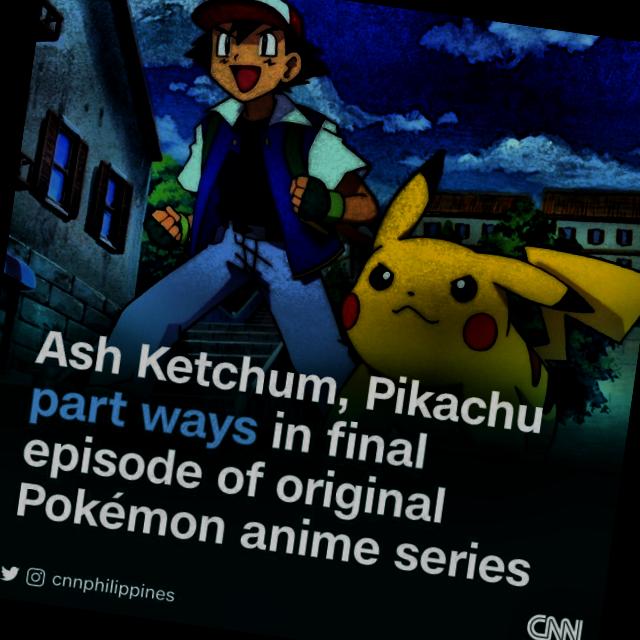 Ash Ketchum, Pikachu
part ways in final
episode of original
Pokémon anime series
cnnphilippines
CNN